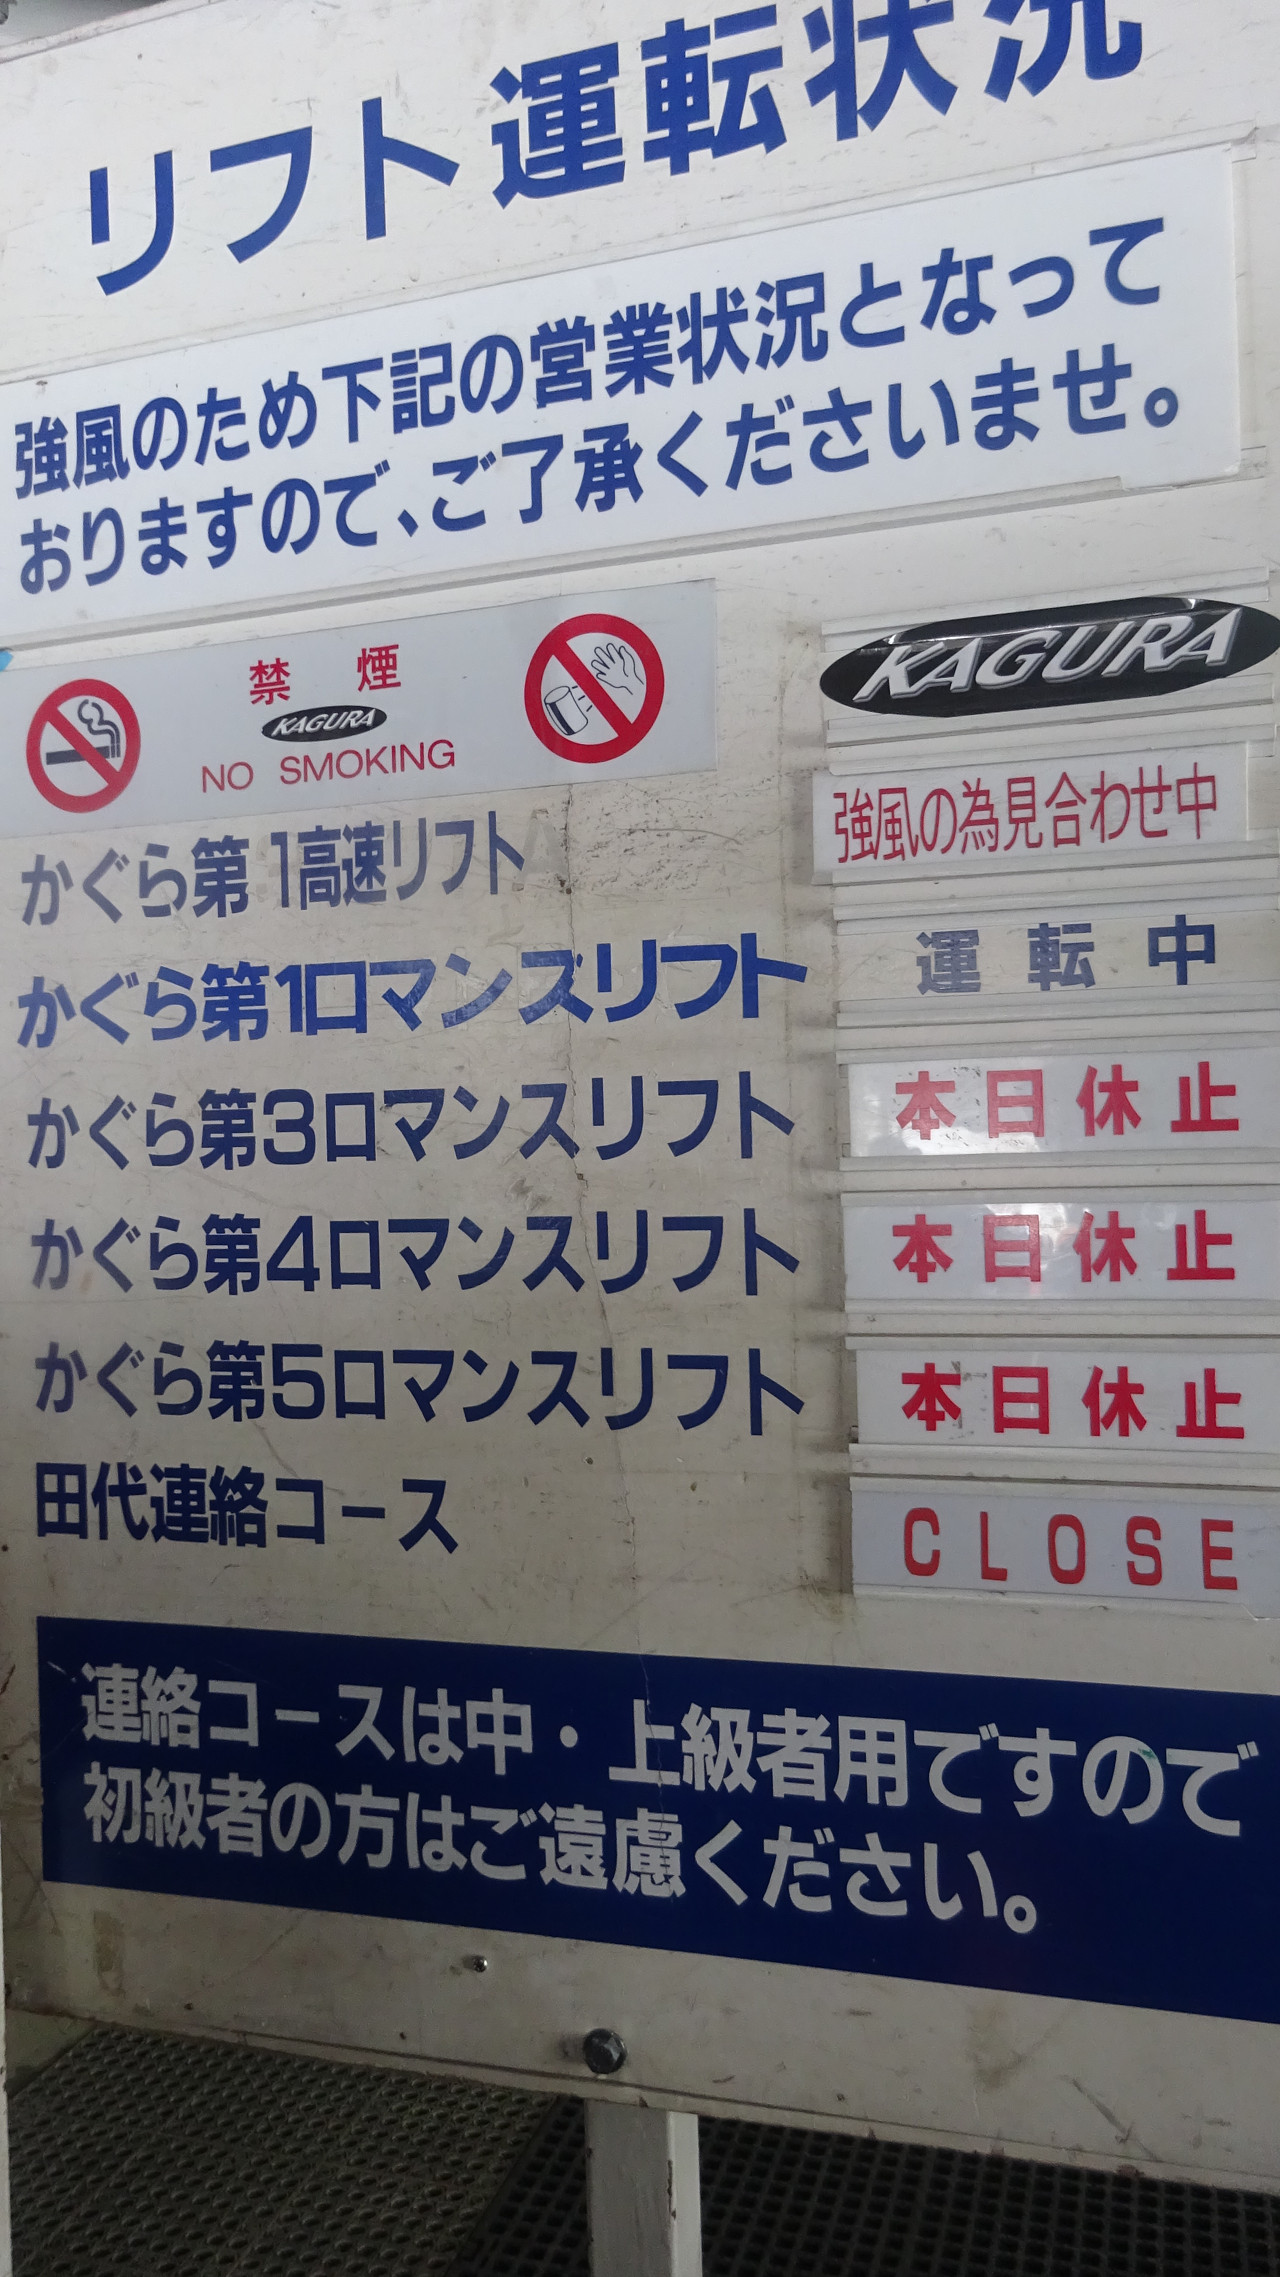 リフト運転状況
強風のため下記の営業状況となって
おりますので、ご了承くださいませ。
禁 煙
KAGURA
NO SMOKING
KAGURA
かぐら第1高速リフト 強風の為見合わせ中
かぐら第1ロマンスリフト 運転中
かぐら第3ロマンスリフト 本日休止
かぐら第4ロマンスリフト 本日休止
かぐら第5ロマンスリフト 本日休止
田代連絡コース CLOSE
連絡コースは中・上級者用ですので
初級者の方はご遠慮ください。